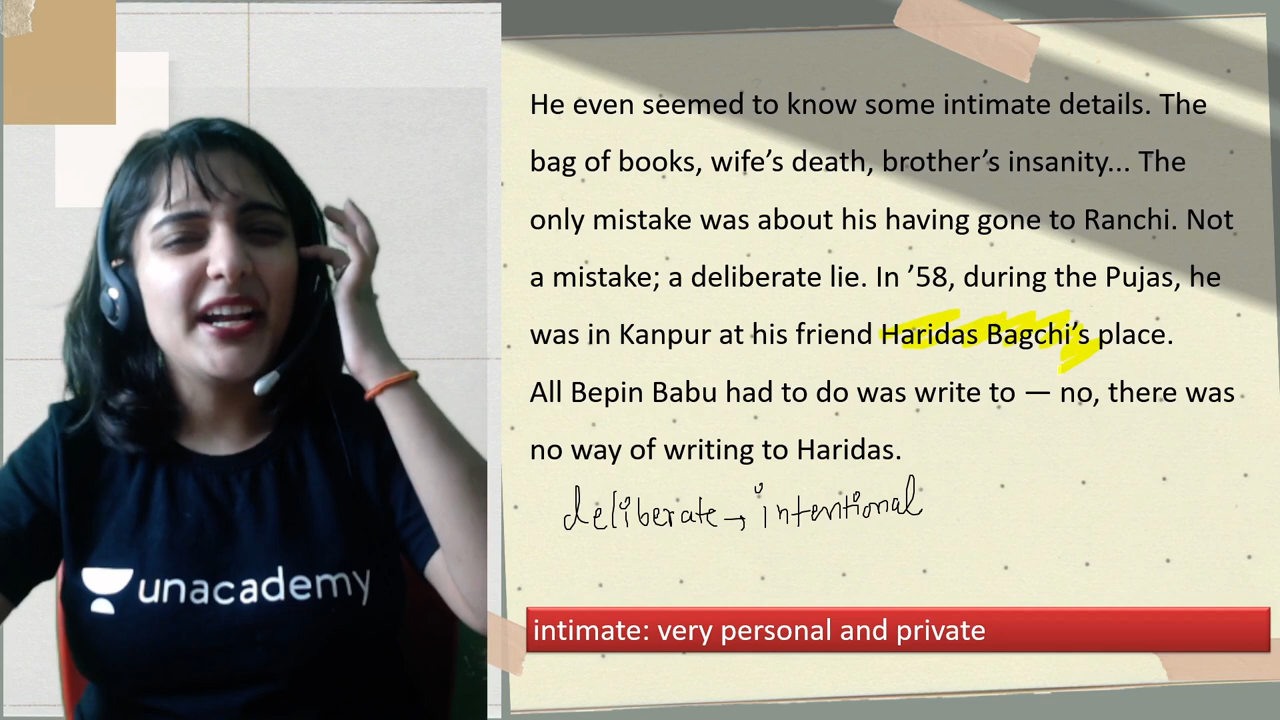 He even seemed to know some intimate details. The
bag of books, wife’s death, brother’s insanity... The
only mistake was about his having gone to Ranchi. Not
a mistake; a deliberate lie. In ’58, during the Pujas, he
was in Kanpur at his friend Haridas Bagchi’s place.
All Bepin Babu had to do was write to — no, there was
no way of writing to Haridas.
deliberate → intentional
unacademy
intimate: very personal and private